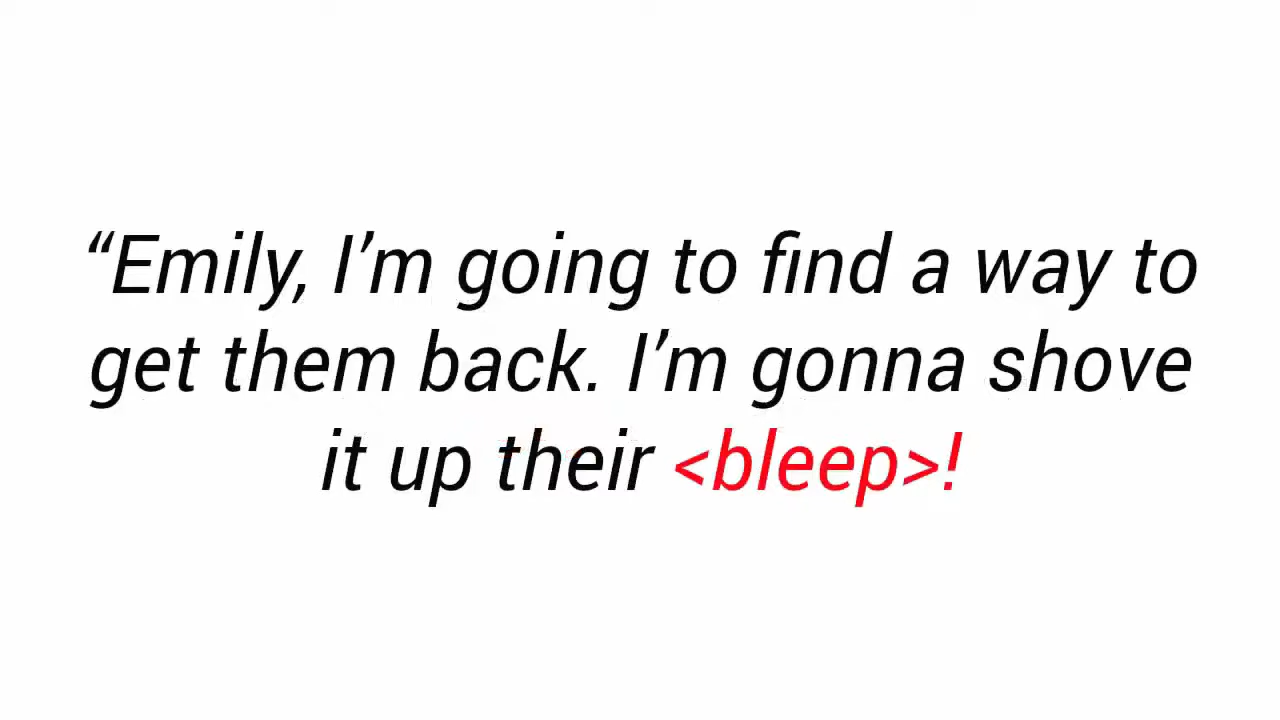 “Emily, I’m going to find a way to
get them back. I’m gonna shove
it up their <bleep>!